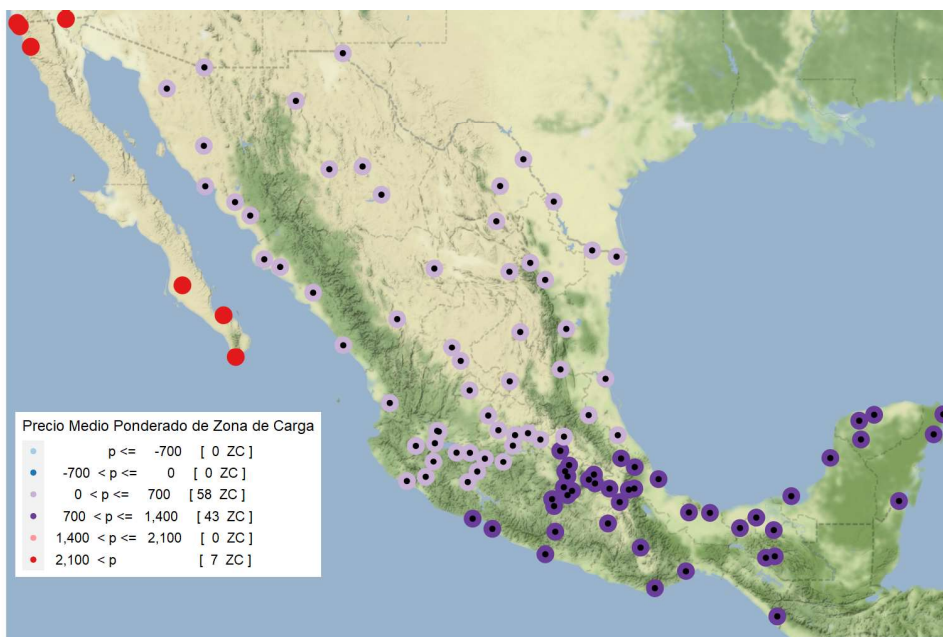 Precio Medio Ponderado de Zona de Carga
p <= -700 [ 0 ZC ]
-700 < p <= 0 [ 0 ZC ]
0 < p <= 700 [ 58 ZC ]
700 < p <= 1,400 [ 43 ZC ]
1,400 < p <= 2,100 [ 0 ZC ]
2,100 < p [ 7 ZC ]